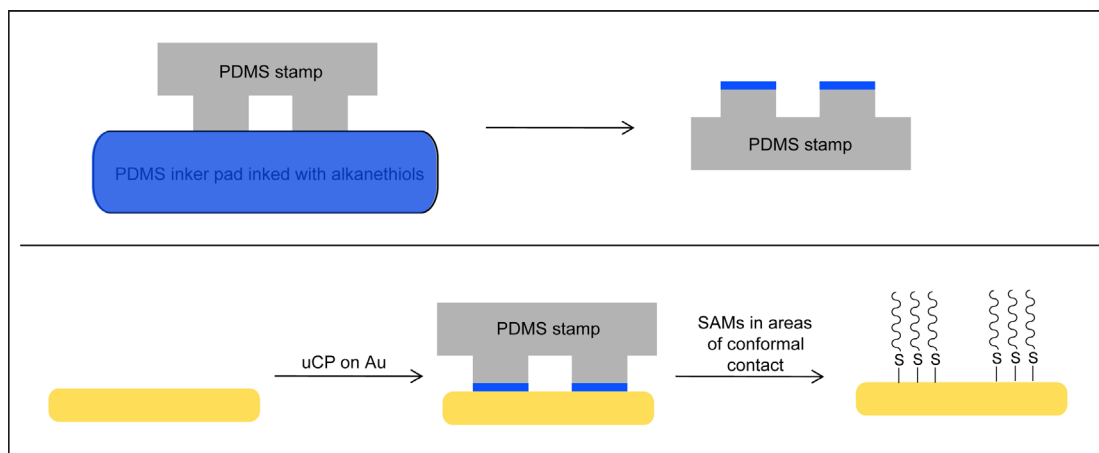 PDMS stamp
PDMS inker pad inked with alkanethiols
PDMS stamp
uCP on Au
PDMS stamp
SAMs in areas
of conformal
contact
S S S
S S S